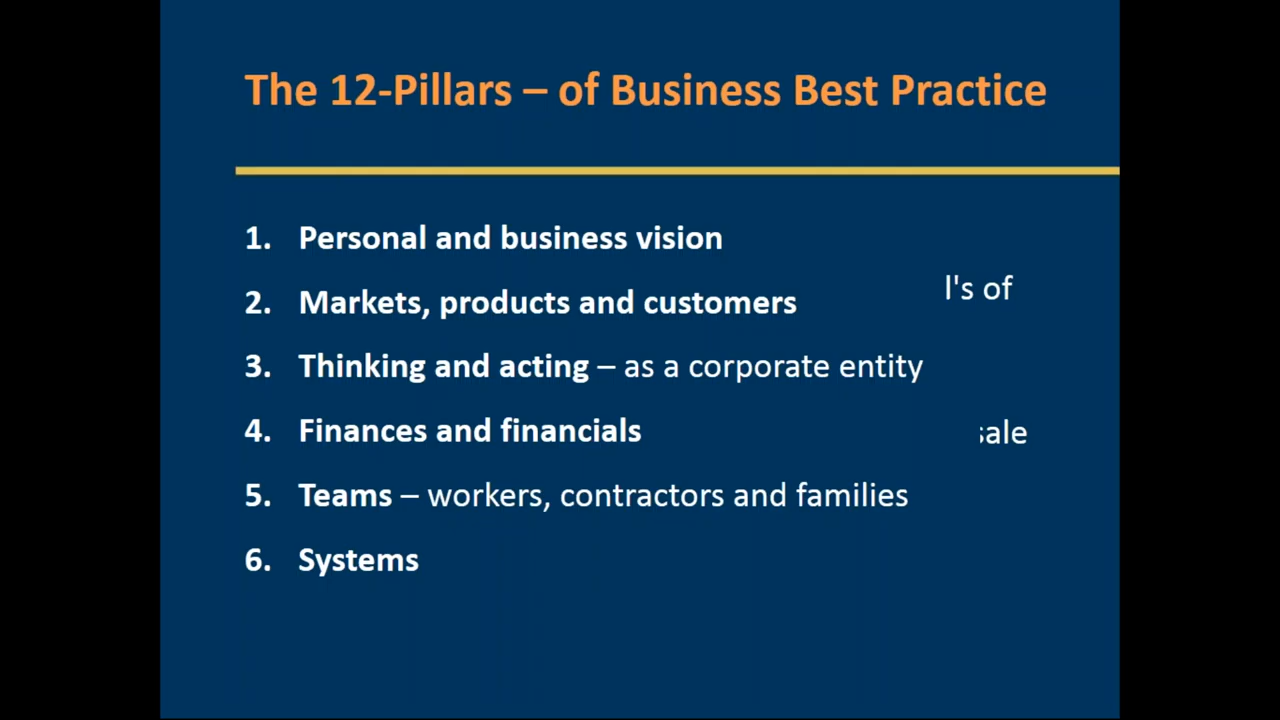 The 12-Pillars – of Business Best Practice
1. Personal and business vision
l's of
2. Markets, products and customers
3. Thinking and acting – as a corporate entity
4. Finances and financials
sale
5. Teams – workers, contractors and families
6. Systems